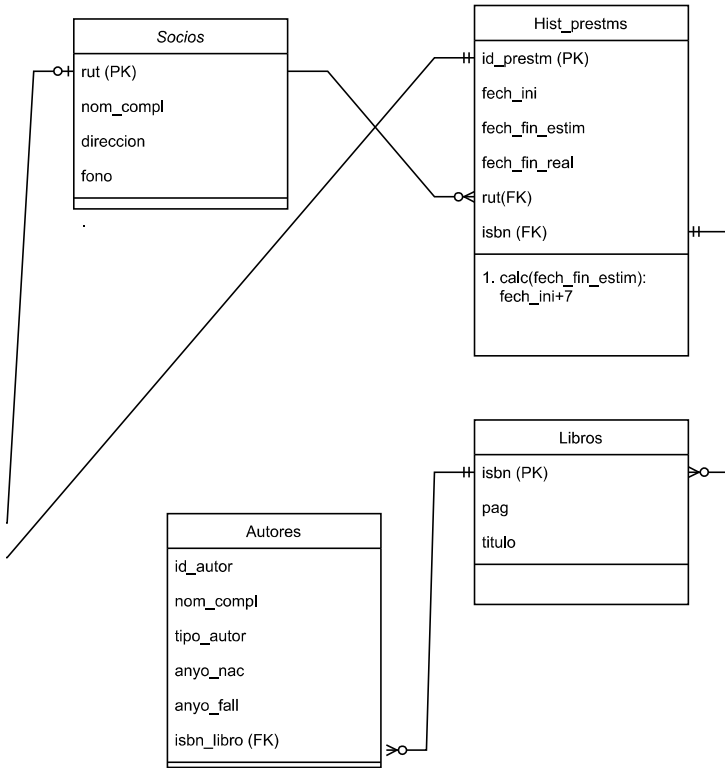 Socios
rut (PK)
nom_compl
direccion
fono
.
Hist_prestms
id_prestm (PK)
fech_ini
fech_fin_estim
fech_fin_real
rut(FK)
isbn (FK)
1. calc(fech_fin_estim):
fech_ini+7
Libros
isbn (PK)
pag
titulo
Autores
id_autor
nom_compl
tipo_autor
anyo_nac
anyo_fall
isbn_libro (FK)